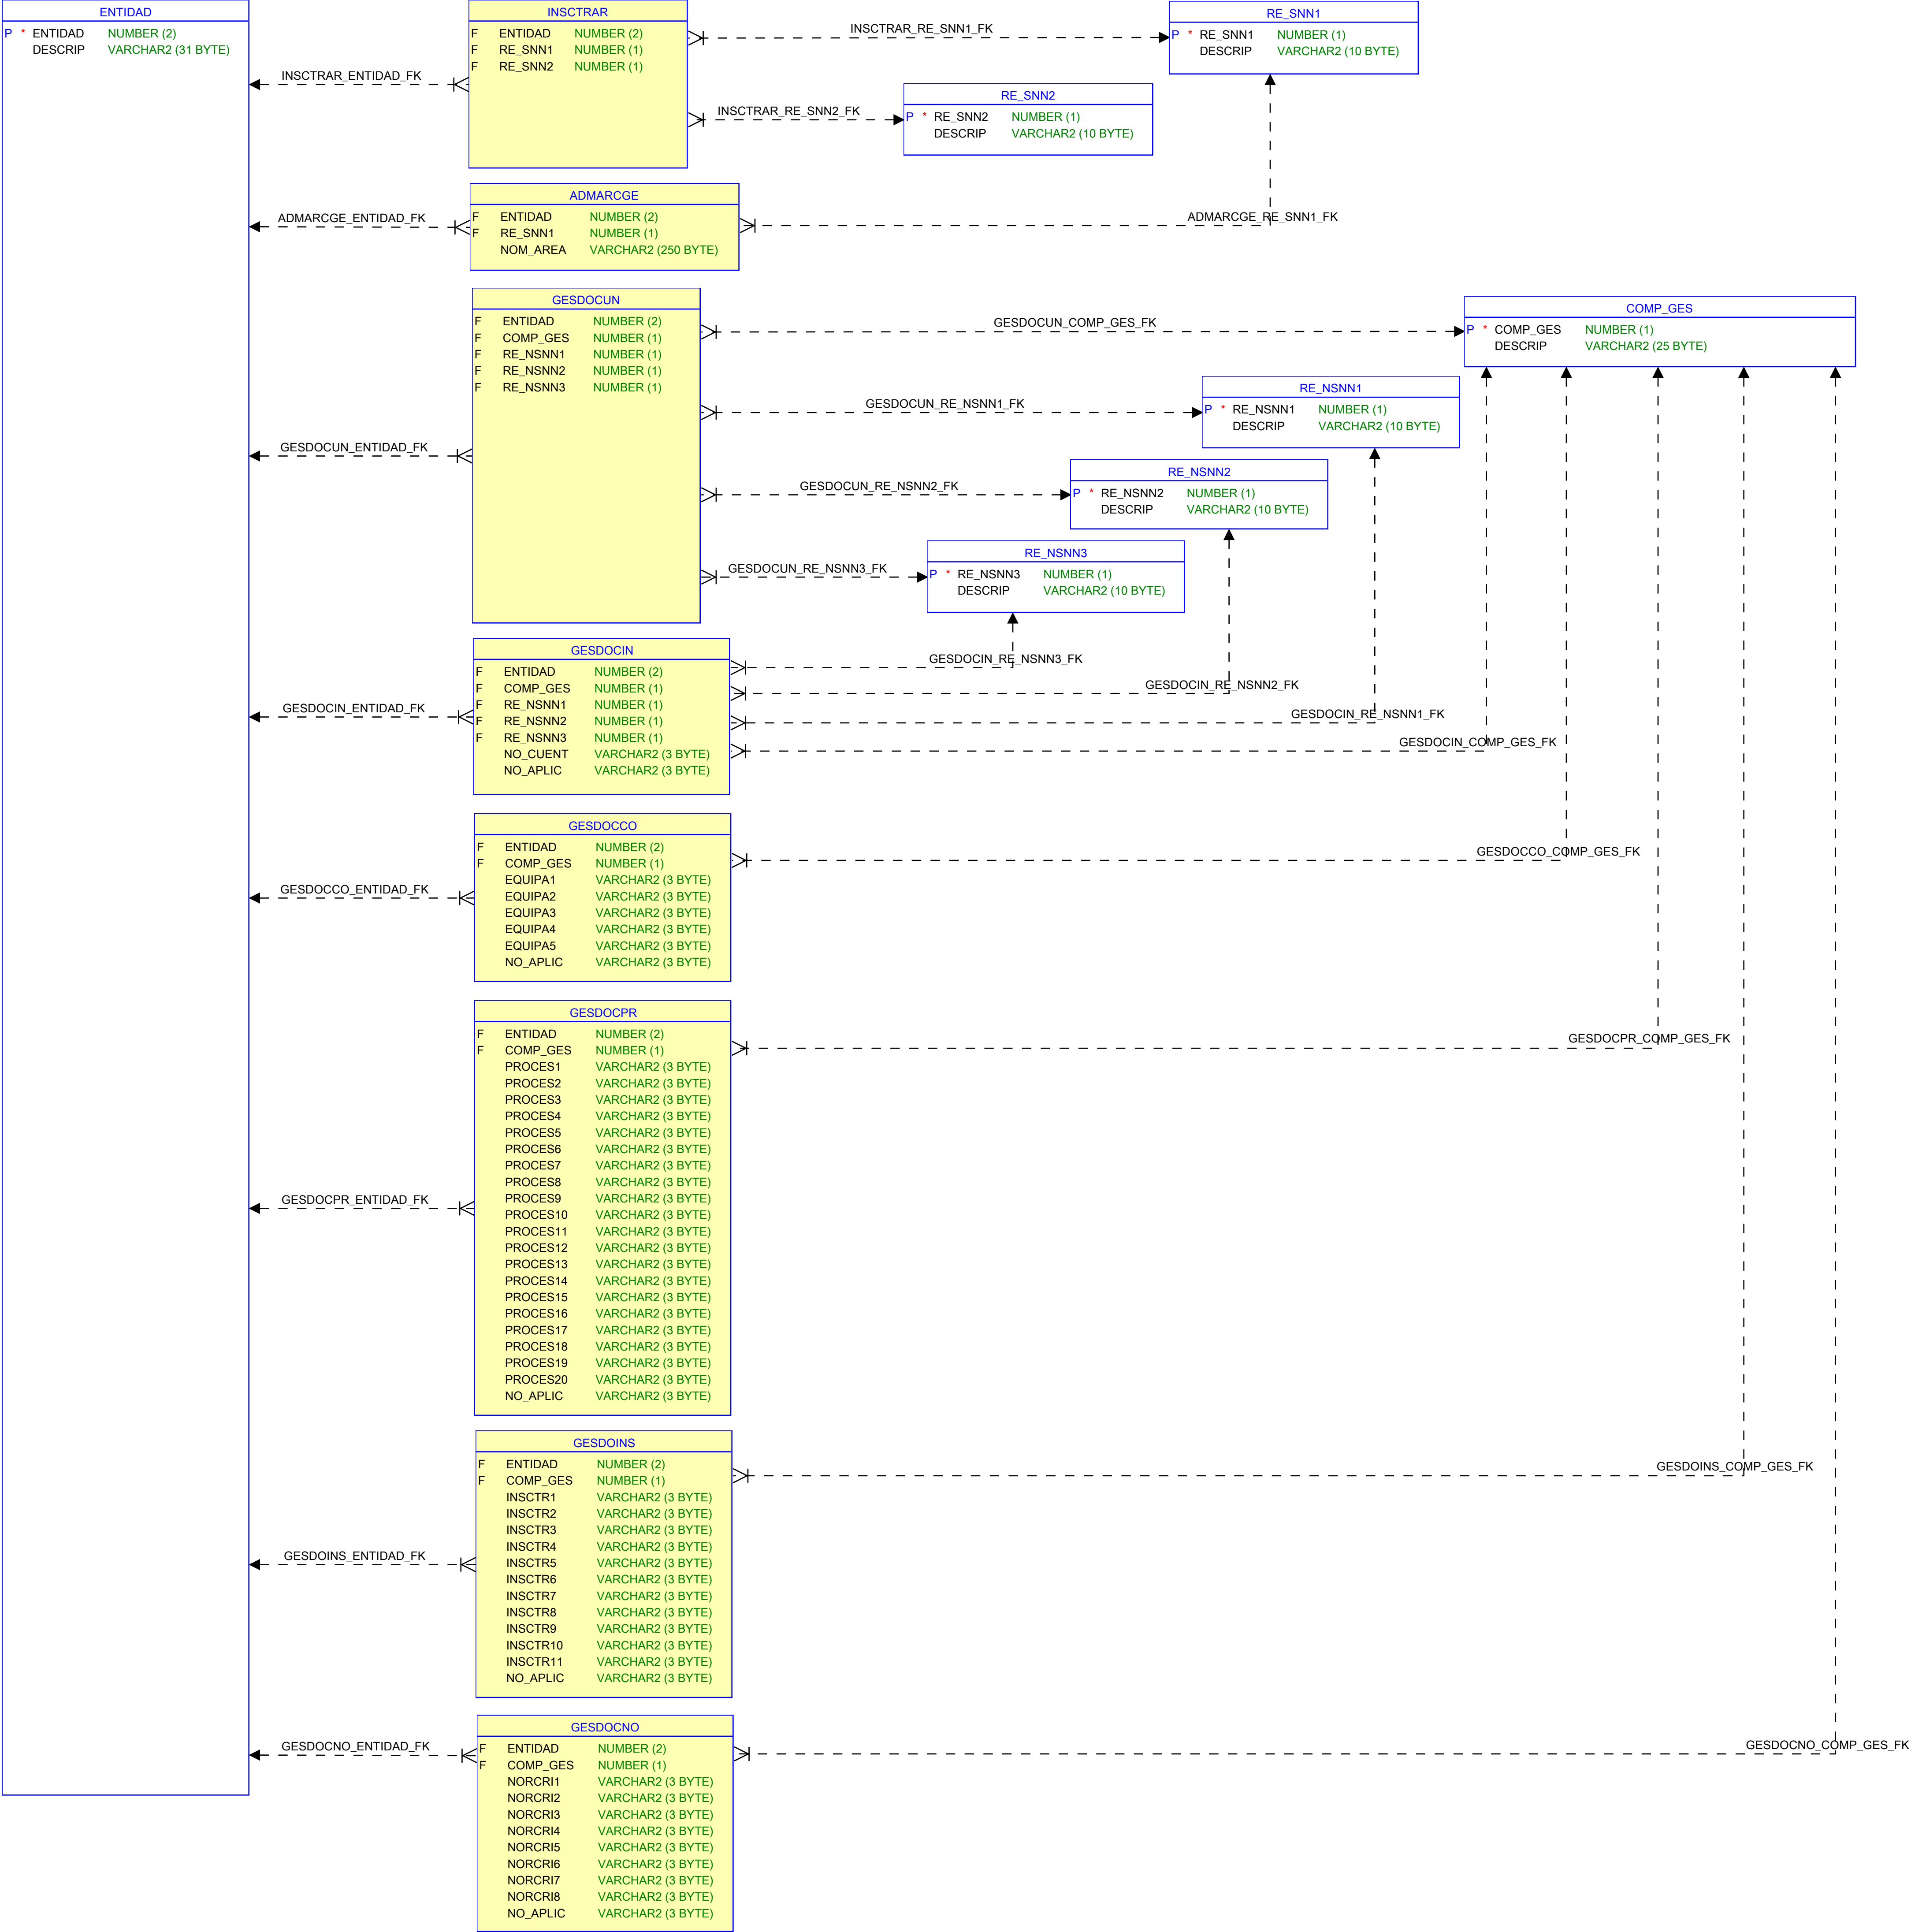 ENTIDAD
P * ENTIDAD NUMBER (2)
DESCRIP VARCHAR2 (31 BYTE)
INSCTRAR_ENTIDAD_FK
ADMARCGE_ENTIDAD_FK
GESDOCUN_ENTIDAD_FK
GESDOCIN_ENTIDAD_FK
GESDOCCO_ENTIDAD_FK
GESDOCPR_ENTIDAD_FK
GESDOINS_ENTIDAD_FK
GESDOCNO_ENTIDAD_FK
INSCTRAR
F ENTIDAD NUMBER (2)
F RE_SNN1 NUMBER (1)
F RE_SNN2 NUMBER (1)
INSCTRAR_RE_SNN1_FK
INSCTRAR_RE_SNN2_FK
RE_SNN1
P * RE_SNN1 NUMBER (1)
DESCRIP VARCHAR2 (10 BYTE)
RE_SNN2
P * RE_SNN2 NUMBER (1)
DESCRIP VARCHAR2 (10 BYTE)
ADMARCGE
F ENTIDAD NUMBER (2)
F RE_SNN1 NUMBER (1)
NOM_AREA VARCHAR2 (250 BYTE)
ADMARCGE_RE_SNN1_FK
GESDOCUN
F ENTIDAD NUMBER (2)
F COMP_GES NUMBER (1)
F RE_NSNN1 NUMBER (1)
F RE_NSNN2 NUMBER (1)
F RE_NSNN3 NUMBER (1)
GESDOCUN_COMP_GES_FK
GESDOCUN_RE_NSNN1_FK
GESDOCUN_RE_NSNN2_FK
GESDOCUN_RE_NSNN3_FK
COMP_GES
P * COMP_GES NUMBER (1)
DESCRIP VARCHAR2 (25 BYTE)
RE_NSNN1
P * RE_NSNN1 NUMBER (1)
DESCRIP VARCHAR2 (10 BYTE)
RE_NSNN2
P * RE_NSNN2 NUMBER (1)
DESCRIP VARCHAR2 (10 BYTE)
RE_NSNN3
P * RE_NSNN3 NUMBER (1)
DESCRIP VARCHAR2 (10 BYTE)
GESDOCIN
F ENTIDAD NUMBER (2)
F COMP_GES NUMBER (1)
F RE_NSNN1 NUMBER (1)
F RE_NSNN2 NUMBER (1)
F RE_NSNN3 NUMBER (1)
NO_CUENT VARCHAR2 (3 BYTE)
NO_APLIC VARCHAR2 (3 BYTE)
GESDOCIN_RE_NSNN3_FK
GESDOCIN_RE_NSNN2_FK
GESDOCIN_RE_NSNN1_FK
GESDOCIN_COMP_GES_FK
GESDOCCO
F ENTIDAD NUMBER (2)
F COMP_GES NUMBER (1)
EQUIPA1 VARCHAR2 (3 BYTE)
EQUIPA2 VARCHAR2 (3 BYTE)
EQUIPA3 VARCHAR2 (3 BYTE)
EQUIPA4 VARCHAR2 (3 BYTE)
EQUIPA5 VARCHAR2 (3 BYTE)
NO_APLIC VARCHAR2 (3 BYTE)
GESDOCCO_COMP_GES_FK
GESDOCPR
F ENTIDAD NUMBER (2)
F COMP_GES NUMBER (1)
PROCES1 VARCHAR2 (3 BYTE)
PROCES2 VARCHAR2 (3 BYTE)
PROCES3 VARCHAR2 (3 BYTE)
PROCES4 VARCHAR2 (3 BYTE)
PROCES5 VARCHAR2 (3 BYTE)
PROCES6 VARCHAR2 (3 BYTE)
PROCES7 VARCHAR2 (3 BYTE)
PROCES8 VARCHAR2 (3 BYTE)
PROCES9 VARCHAR2 (3 BYTE)
PROCES10 VARCHAR2 (3 BYTE)
PROCES11 VARCHAR2 (3 BYTE)
PROCES12 VARCHAR2 (3 BYTE)
PROCES13 VARCHAR2 (3 BYTE)
PROCES14 VARCHAR2 (3 BYTE)
PROCES15 VARCHAR2 (3 BYTE)
PROCES16 VARCHAR2 (3 BYTE)
PROCES17 VARCHAR2 (3 BYTE)
PROCES18 VARCHAR2 (3 BYTE)
PROCES19 VARCHAR2 (3 BYTE)
PROCES20 VARCHAR2 (3 BYTE)
NO_APLIC VARCHAR2 (3 BYTE)
GESDOCPR_COMP_GES_FK
GESDOINS
F ENTIDAD NUMBER (2)
F COMP_GES NUMBER (1)
INSCTR1 VARCHAR2 (3 BYTE)
INSCTR2 VARCHAR2 (3 BYTE)
INSCTR3 VARCHAR2 (3 BYTE)
INSCTR4 VARCHAR2 (3 BYTE)
INSCTR5 VARCHAR2 (3 BYTE)
INSCTR6 VARCHAR2 (3 BYTE)
INSCTR7 VARCHAR2 (3 BYTE)
INSCTR8 VARCHAR2 (3 BYTE)
INSCTR9 VARCHAR2 (3 BYTE)
INSCTR10 VARCHAR2 (3 BYTE)
INSCTR11 VARCHAR2 (3 BYTE)
NO_APLIC VARCHAR2 (3 BYTE)
GESDOINS_COMP_GES_FK
GESDOCNO
F ENTIDAD NUMBER (2)
F COMP_GES NUMBER (1)
NORCRI1 VARCHAR2 (3 BYTE)
NORCRI2 VARCHAR2 (3 BYTE)
NORCRI3 VARCHAR2 (3 BYTE)
NORCRI4 VARCHAR2 (3 BYTE)
NORCRI5 VARCHAR2 (3 BYTE)
NORCRI6 VARCHAR2 (3 BYTE)
NORCRI7 VARCHAR2 (3 BYTE)
NORCRI8 VARCHAR2 (3 BYTE)
NO_APLIC VARCHAR2 (3 BYTE)
GESDOCNO_COMP_GES_FK